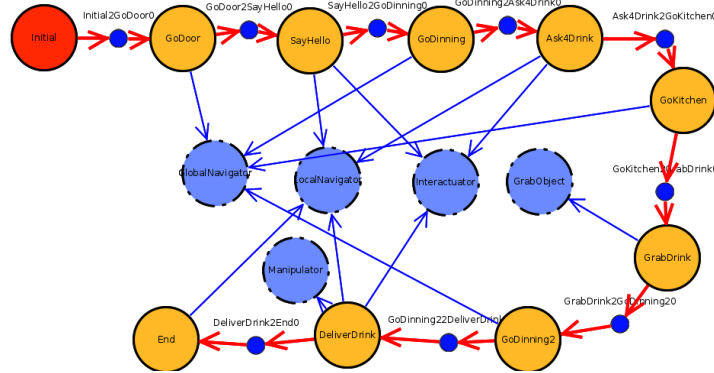 GoDoor2SayHello0
SayHello2GoDinning0
GoDinning2Ask4Drink0
Initial2GoDoor0
Ask4Drink2GoKitchen0
Initial
GoDoor
SayHello
GoDinning
Ask4Drink
GoKitchen
GlobalNavigator
LocalNavigator
Interactuator
GrabObject
GoKitchen2GrabDrink0
GrabDrink
Manipulator
GrabDrink2GoDinning20
DeliverDrink2End0
GoDinning22DeliverDrink
End
DeliverDrink
GoDinning2